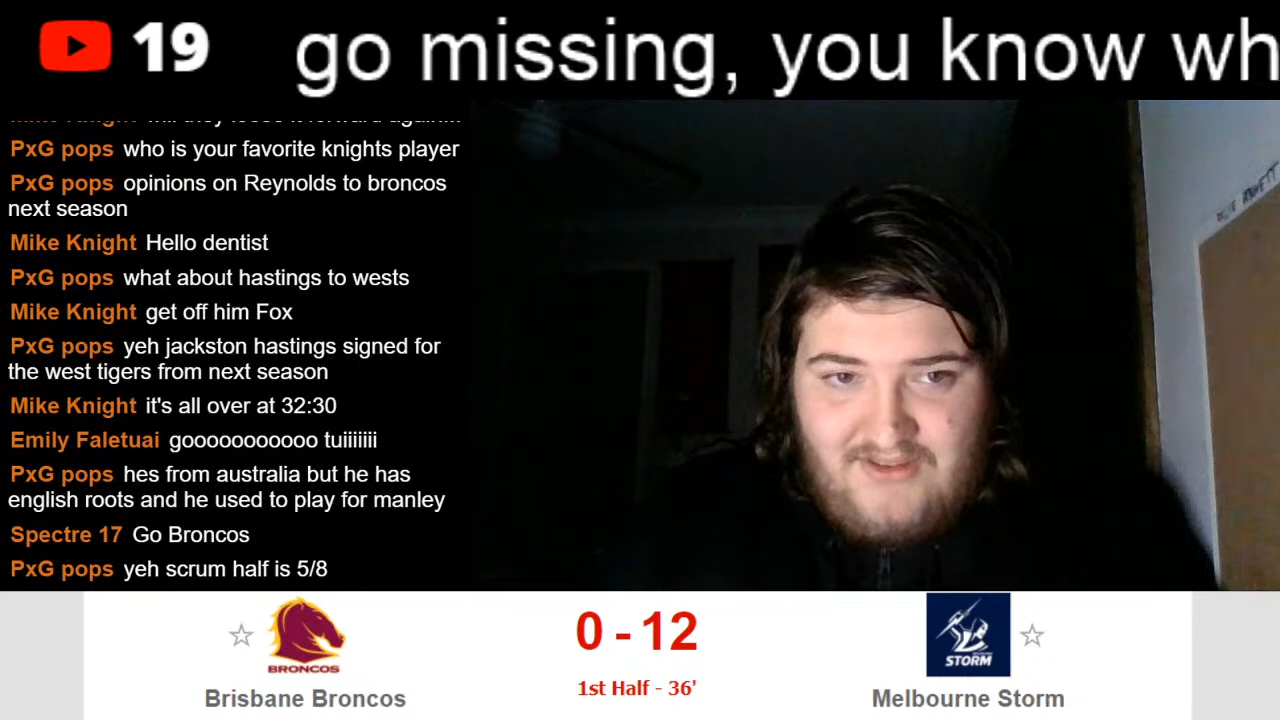 19 go missing, you know wh
PxG pops who is your favorite knights player
PxG pops opinions on Reynolds to broncos
next season
Mike Knight Hello dentist
PxG pops what about hastings to wests
Mike Knight get off him Fox
PxG pops yeh jackston hastings signed for
the west tigers from next season
Mike Knight it's all over at 32:30
Emily Faletuai gooooooooooo tuiiiiiii
PxG pops hes from australia but he has
english roots and he used to play for manley
Spectre 17 Go Broncos
PxG pops yeh scrum half is 5/8
0 - 12
BRONCOS
STORM
1st Half - 36'
Brisbane Broncos
Melbourne Storm